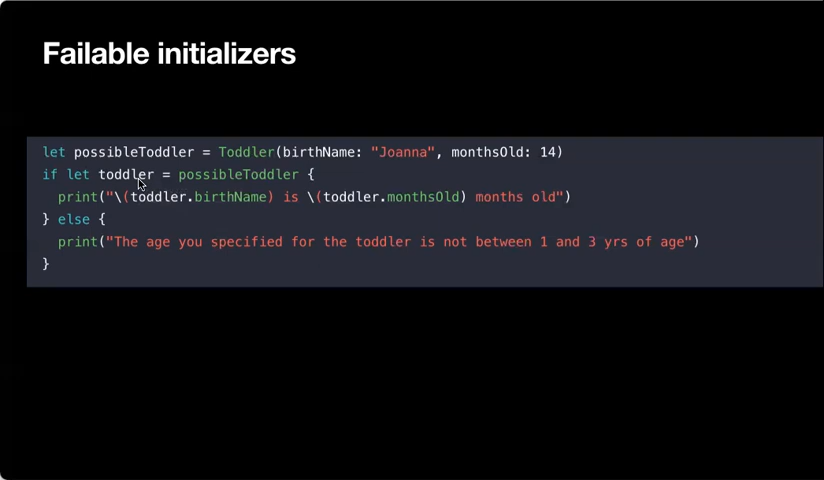 Failable initializers
let possibleToddler = Toddler(birthName: "Joanna", monthsOld: 14)
if let toddler = possibleToddler {
  print("\(toddler.birthName) is \(toddler.monthsOld) months old")
} else {
  print("The age you specified for the toddler is not between 1 and 3 yrs of age")
}